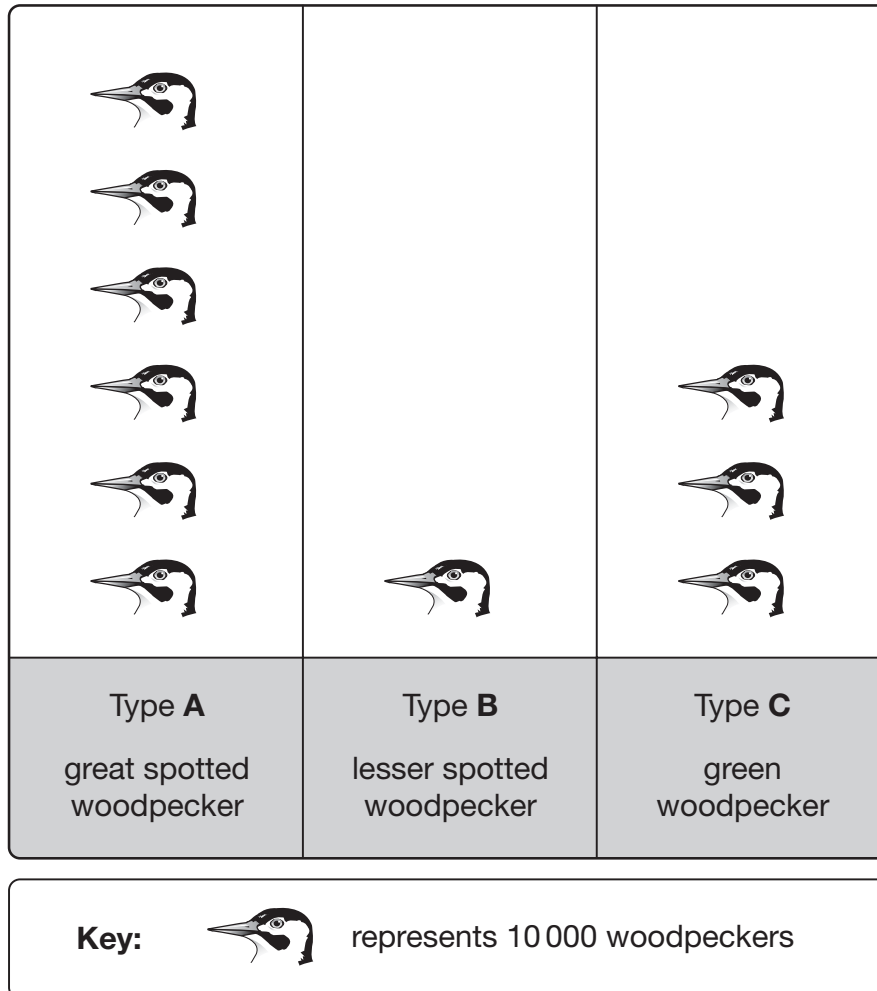 Type A
great spotted
woodpecker
Type B
lesser spotted
woodpecker
Type C
green
woodpecker
Key:
represents 10 000 woodpeckers